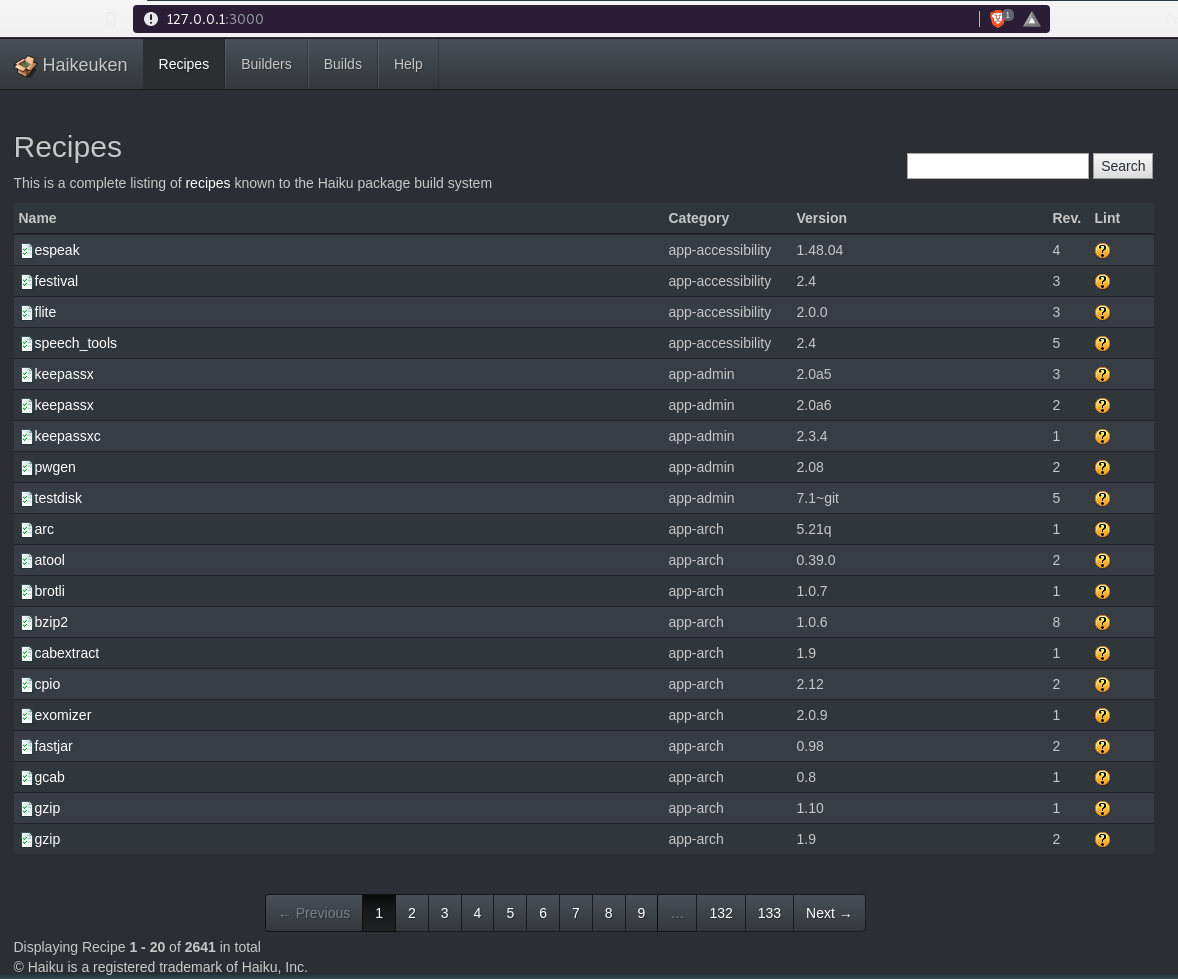 127.0.0.1:3000
1
Haikeuken Recipes Builders Builds Help
Recipes
Search
This is a complete listing of recipes known to the Haiku package build system
Name Category Version Rev. Lint
espeak app-accessibility 1.48.04 4
festival app-accessibility 2.4 3
flite app-accessibility 2.0.0 3
speech_tools app-accessibility 2.4 5
keepassx app-admin 2.0a5 3
keepassx app-admin 2.0a6 2
keepassxc app-admin 2.3.4 1
pwgen app-admin 2.08 2
testdisk app-admin 7.1~git 5
arc app-arch 5.21q 1
atool app-arch 0.39.0 2
brotli app-arch 1.0.7 1
bzip2 app-arch 1.0.6 8
cabextract app-arch 1.9 1
cpio app-arch 2.12 2
exomizer app-arch 2.0.9 1
fastjar app-arch 0.98 2
gcab app-arch 0.8 1
gzip app-arch 1.10 1
gzip app-arch 1.9 2
← Previous 1 2 3 4 5 6 7 8 9 … 132 133 Next →
Displaying Recipe 1 - 20 of 2641 in total
© Haiku is a registered trademark of Haiku, Inc.